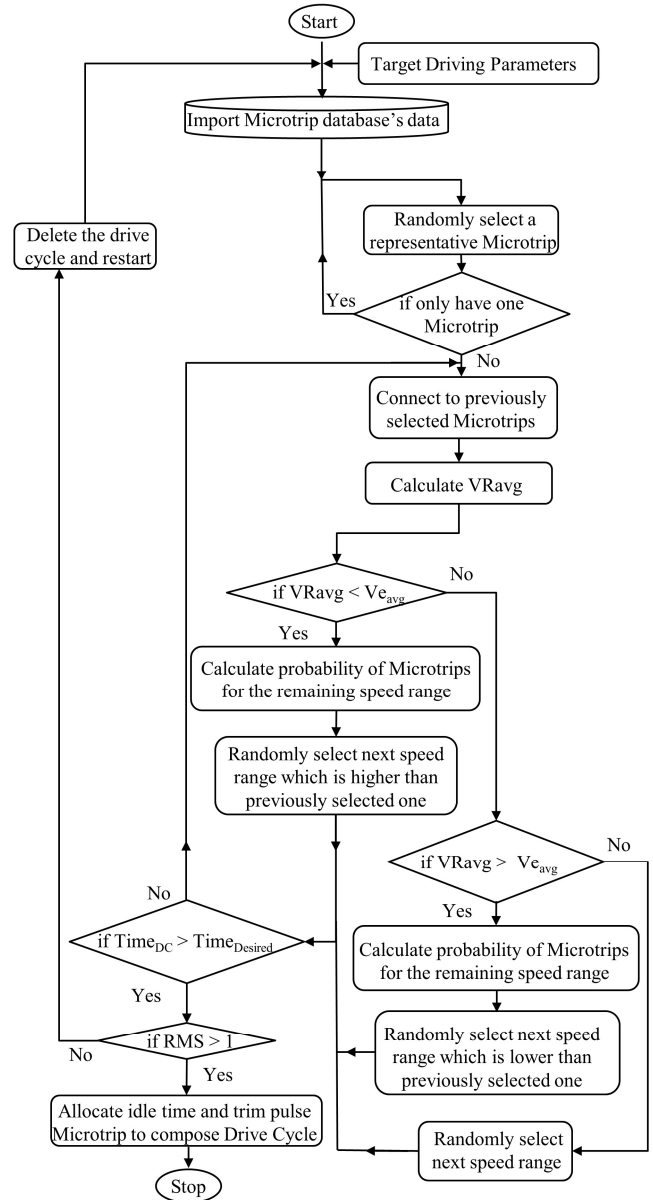 Start
Target Driving Parameters
Import Microtrip database's data
Delete the drive
cycle and restart
Randomly select a
representative Microtrip
Yes
if only have one
Microtrip
No
Connect to previously
selected Microtrips
Calculate VRavg
if VRavg < Veavg
No
Yes
Calculate probability of Microtrips
for the remaining speed range
Randomly select next speed
range which is higher than
previously selected one
if VRavg > Veavg
No
Yes
Calculate probability of Microtrips
for the remaining speed range
Randomly select next speed
range which is lower than
previously selected one
Randomly select
next speed range
No
if TimeDC > TimeDesired
Yes
if RMS > 1
No
Yes
Allocate idle time and trim pulse
Microtrip to compose Drive Cycle
Stop